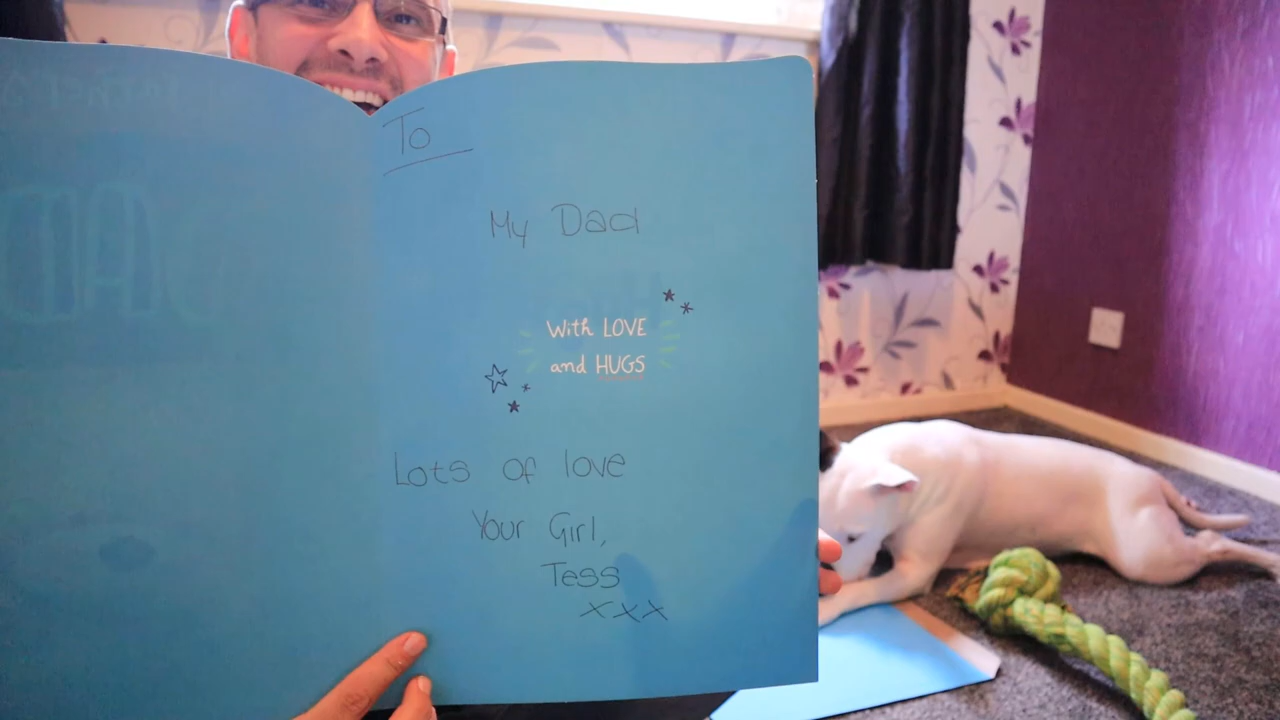 To
My Dad
With LOVE
and HUGS
Lots of love
Your Girl,
Tess
xxx